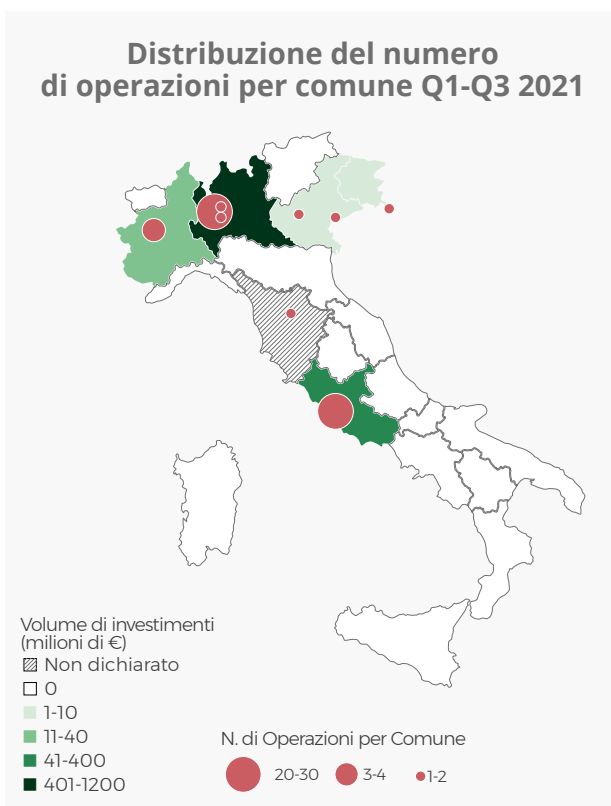 Distribuzione del numero
di operazioni per comune Q1-Q3 2021
Volume di investimenti
(milioni di €)
Non dichiarato
0
1-10
11-40
41-400
401-1200
N. di Operazioni per Comune
20-30 3-4 1-2